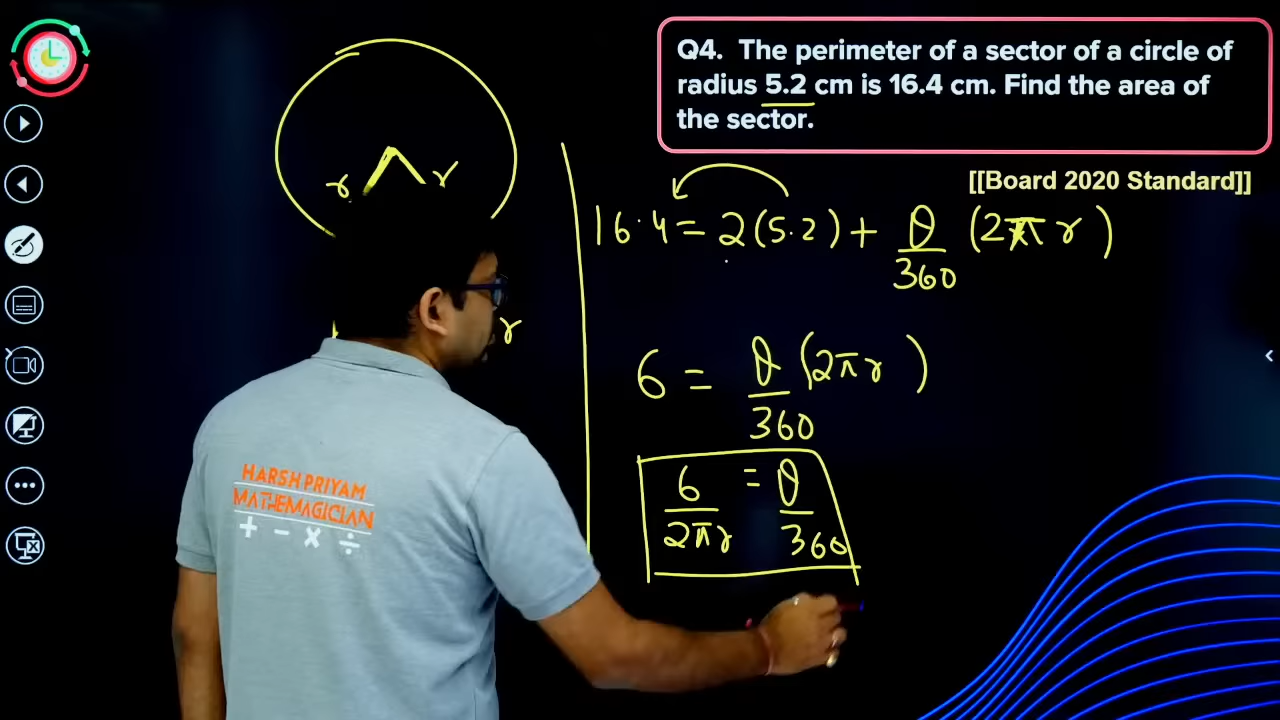 Q4. The perimeter of a sector of a circle of
radius 5.2 cm is 16.4 cm. Find the area of
the sector.
[[Board 2020 Standard]]
r r
r
16.4 = 2(5.2) + θ/360 (2πr)
6 = θ/360 (2πr)
6/2πr = θ/360
HARSH PRIYAM
MATHEMAGICIAN
+ - × ÷